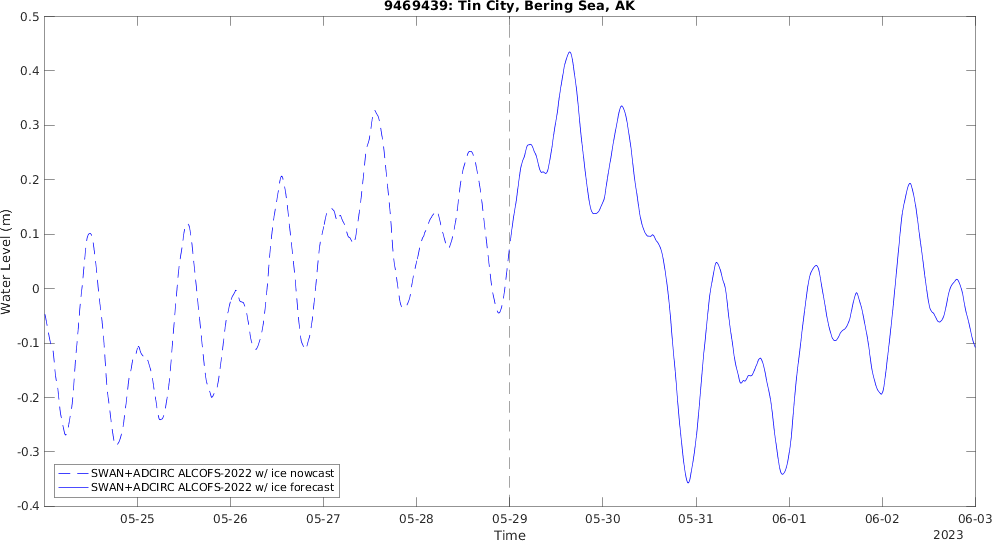 9469439: Tin City, Bering Sea, AK
0.5
0.4
0.3
0.2
0.1
0
-0.1
-0.2
-0.3
-0.4
Water Level (m)
SWAN+ADCIRC ALCOFS-2022 w/ ice nowcast
SWAN+ADCIRC ALCOFS-2022 w/ ice forecast
05-25 05-26 05-27 05-28 05-29 05-30 05-31 06-01 06-02 06-03
Time
2023